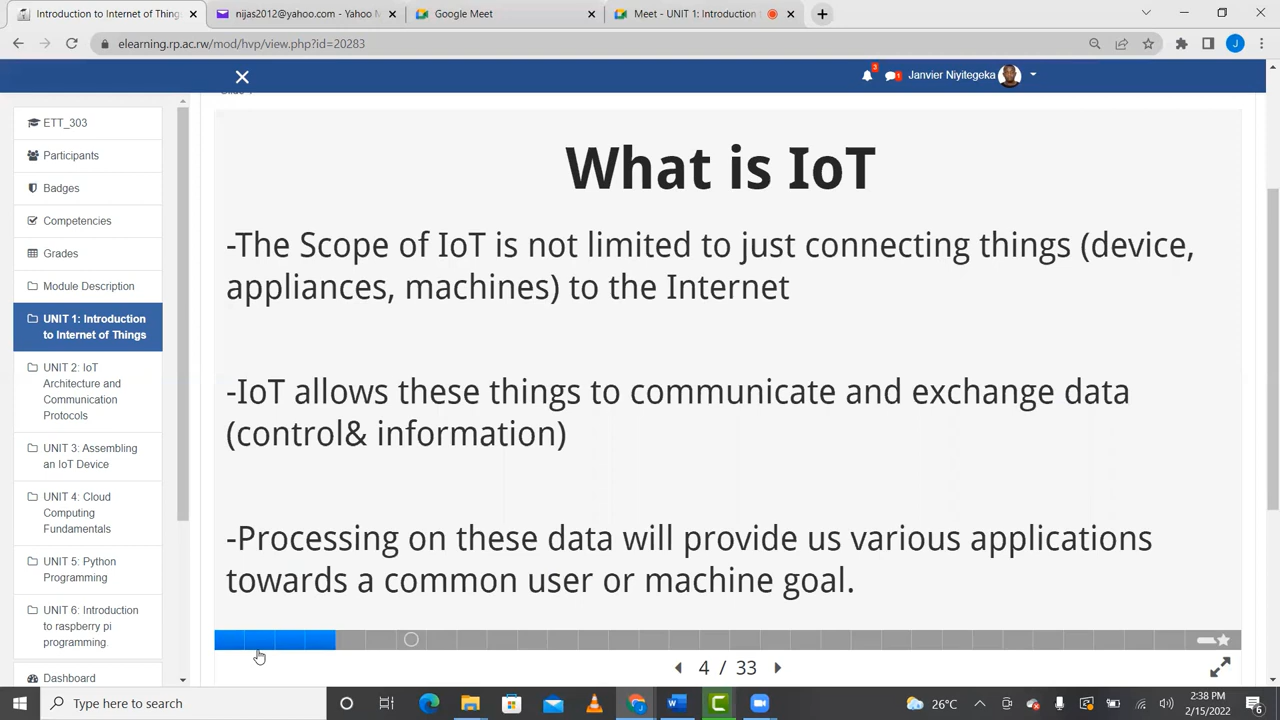 Introduction to Internet of Thing
nijas2012@yahoo.com - Yahoo M
Google Meet
Meet - UNIT 1: Introduction
elearning.rp.ac.rw/mod/hvp/view.php?id=20283
J
3
1
Janvier Niyitegeka
ETT_303
Participants
Badges
Competencies
Grades
Module Description
UNIT 1: Introduction
to Internet of Things
UNIT 2: IoT
Architecture and
Communication
Protocols
UNIT 3: Assembling
an IoT Device
UNIT 4: Cloud
Computing
Fundamentals
UNIT 5: Python
Programming
UNIT 6: Introduction
to raspberry pi
programming.
Dashboard
What is IoT
-The Scope of IoT is not limited to just connecting things (device,
appliances, machines) to the Internet
-IoT allows these things to communicate and exchange data
(control& information)
-Processing on these data will provide us various applications
towards a common user or machine goal.
4 / 33
Type here to search
26°C
2:38 PM
2/15/2022
6